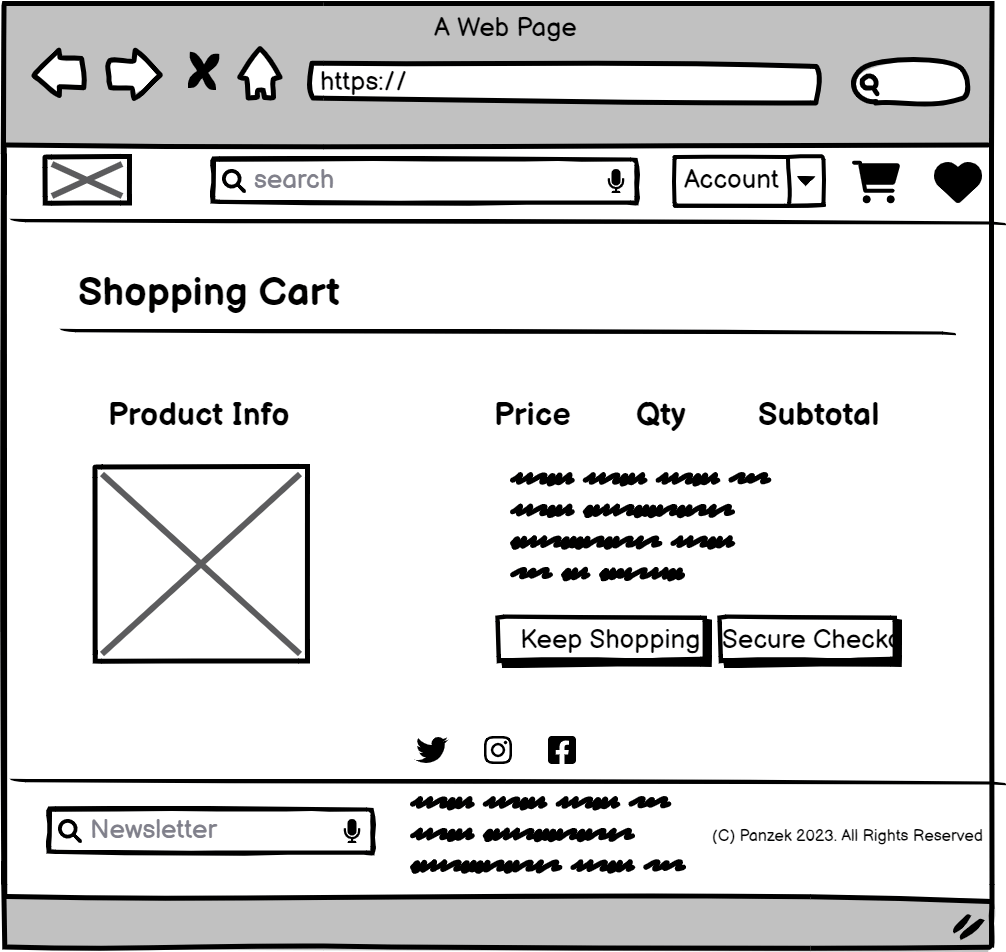 A Web Page
https://
search
Account
Shopping Cart
Product Info Price Qty Subtotal
Keep Shopping Secure Checko
Newsletter
(C) Panzek 2023. All Rights Reserved